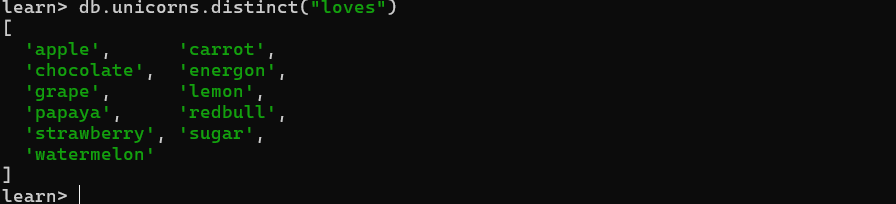 learn> db.unicorns.distinct("loves")
[
  'apple',      'carrot',
  'chocolate',  'energon',
  'grape',      'lemon',
  'papaya',     'redbull',
  'strawberry', 'sugar',
  'watermelon'
]
learn>